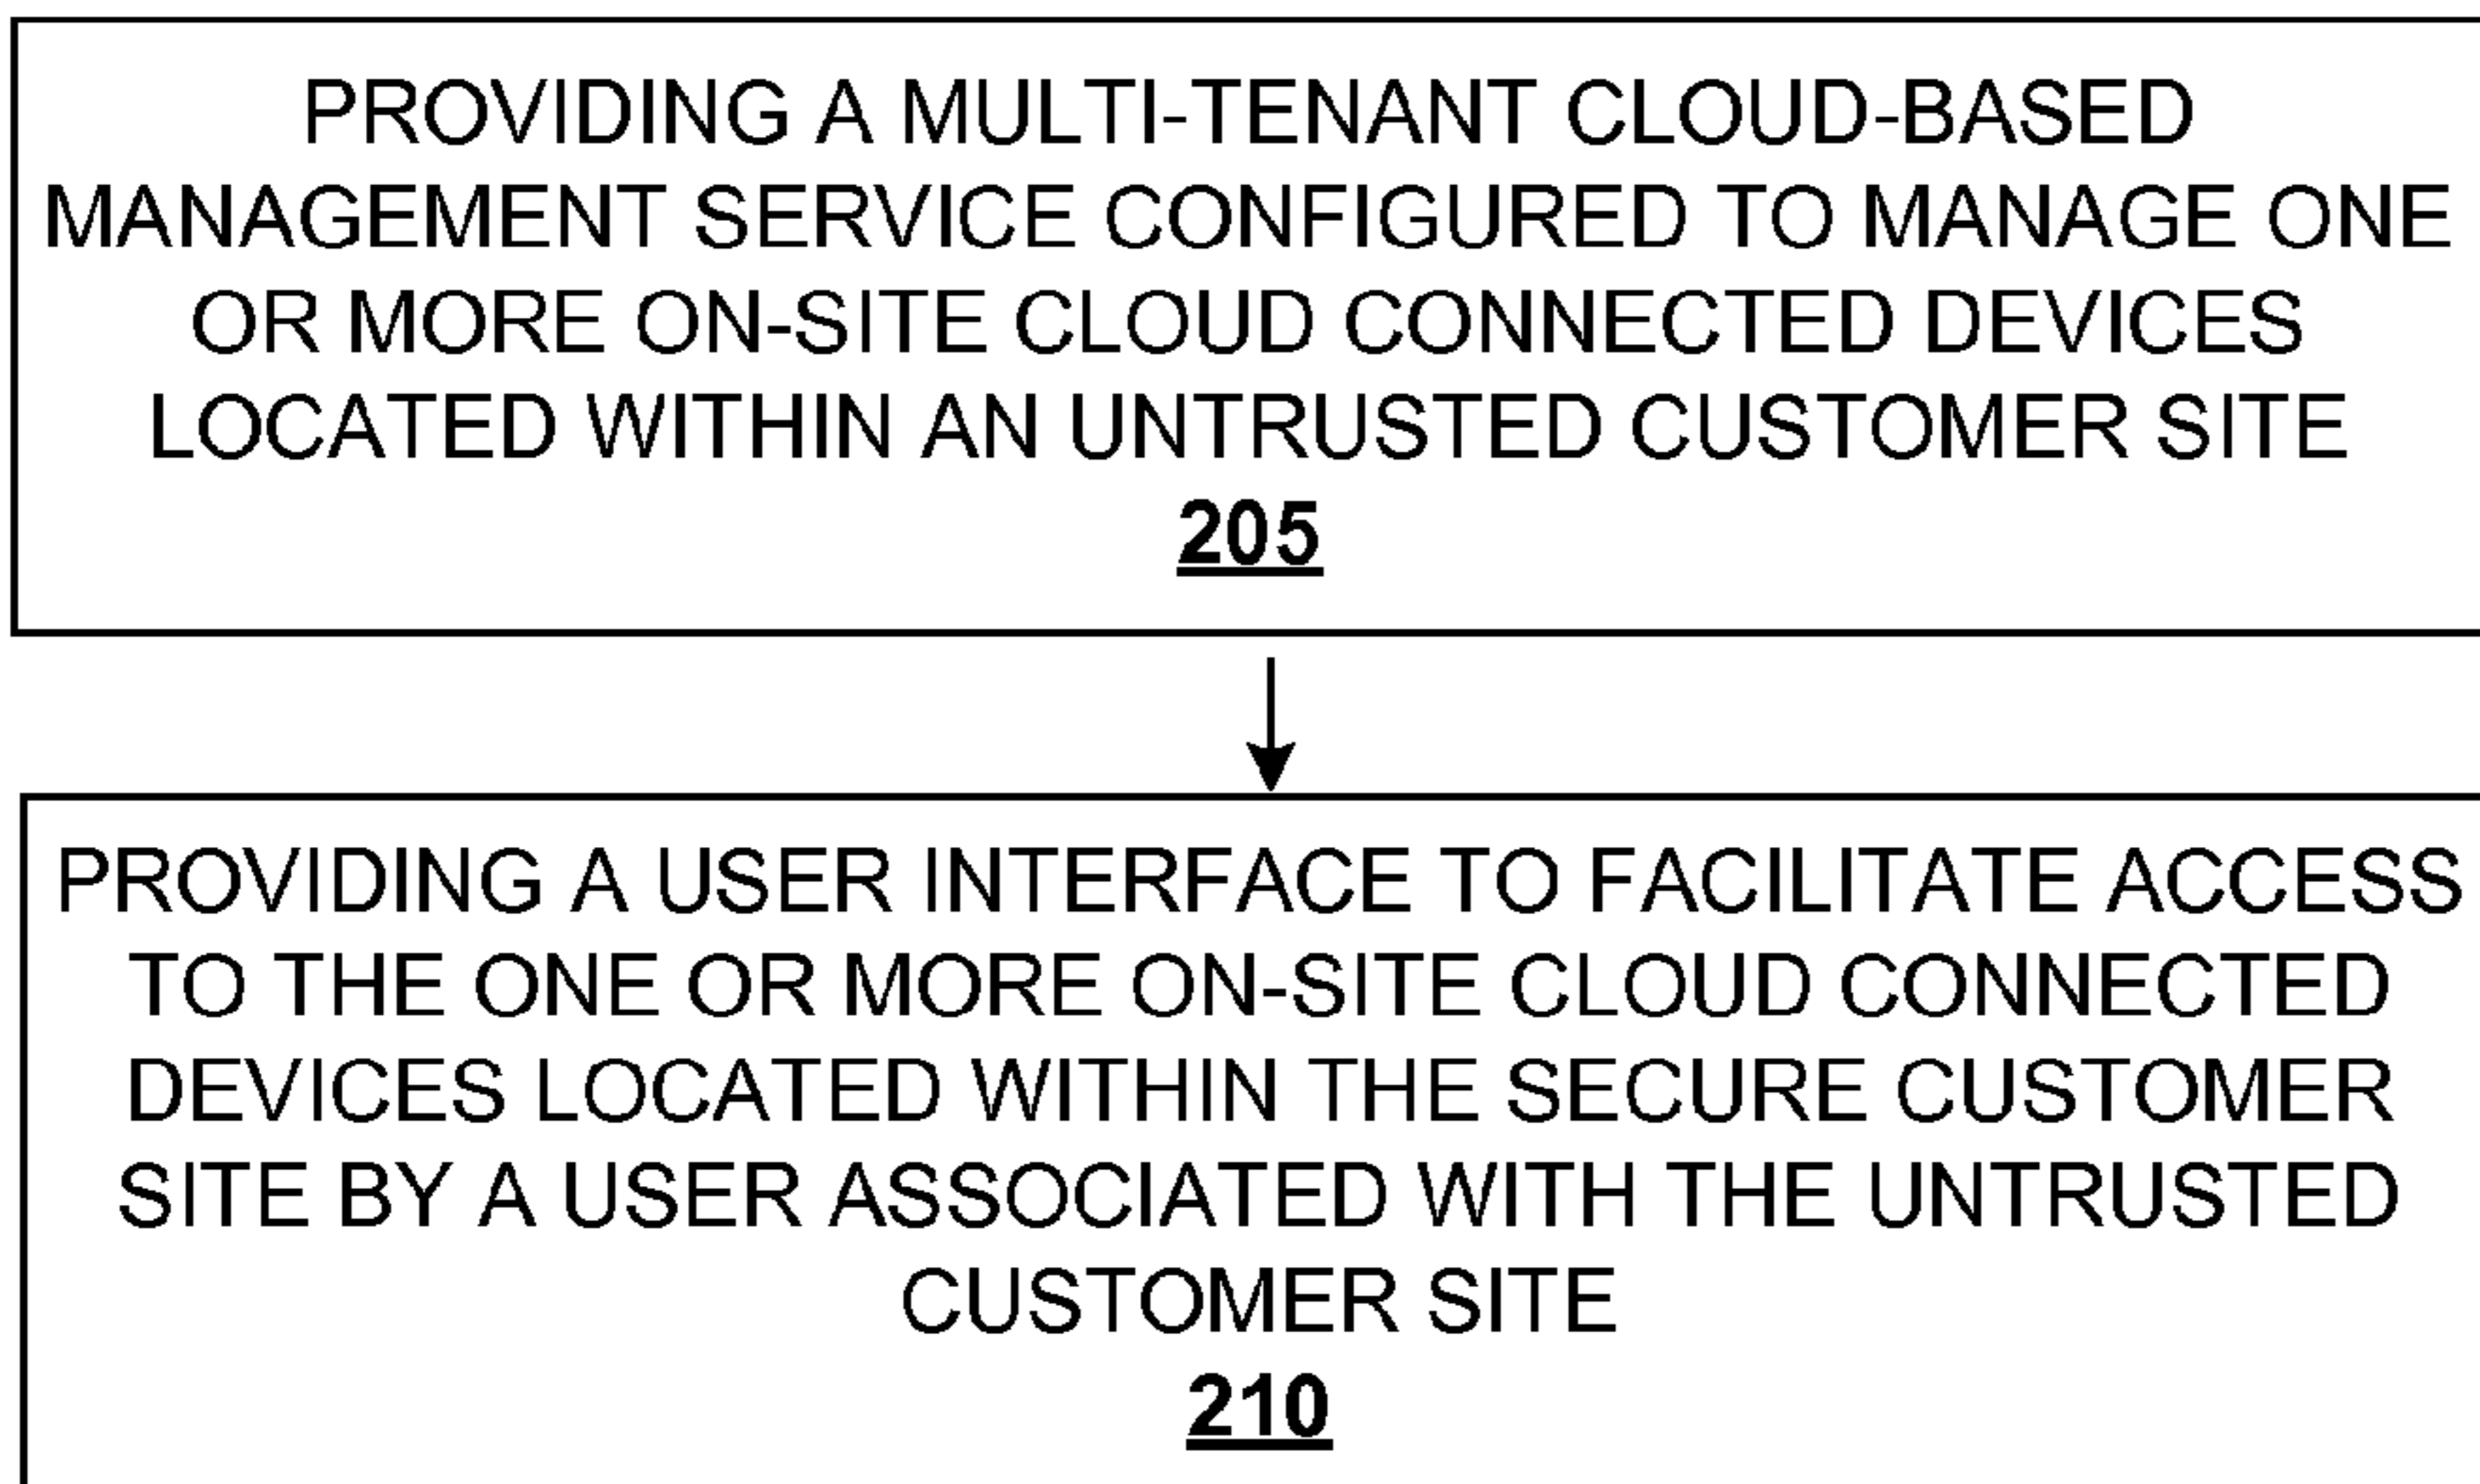 PROVIDING A MULTI-TENANT CLOUD-BASED
MANAGEMENT SERVICE CONFIGURED TO MANAGE ONE
OR MORE ON-SITE CLOUD CONNECTED DEVICES
LOCATED WITHIN AN UNTRUSTED CUSTOMER SITE
205
PROVIDING A USER INTERFACE TO FACILITATE ACCESS
TO THE ONE OR MORE ON-SITE CLOUD CONNECTED
DEVICES LOCATED WITHIN THE SECURE CUSTOMER
SITE BY A USER ASSOCIATED WITH THE UNTRUSTED
CUSTOMER SITE
210